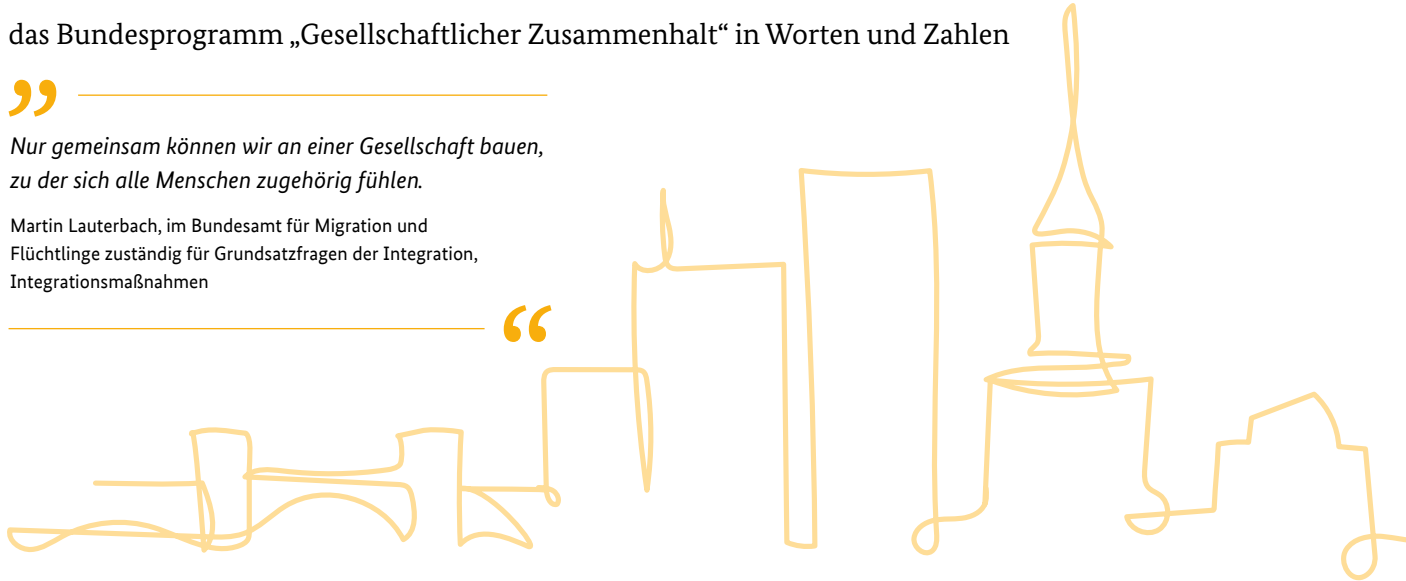 das Bundesprogramm „Gesellschaftlicher Zusammenhalt“ in Worten und Zahlen
„
Nur gemeinsam können wir an einer Gesellschaft bauen,
zu der sich alle Menschen zugehörig fühlen.
Martin Lauterbach, im Bundesamt für Migration und
Flüchtlinge zuständig für Grundsatzfragen der Integration,
Integrationsmaßnahmen
“